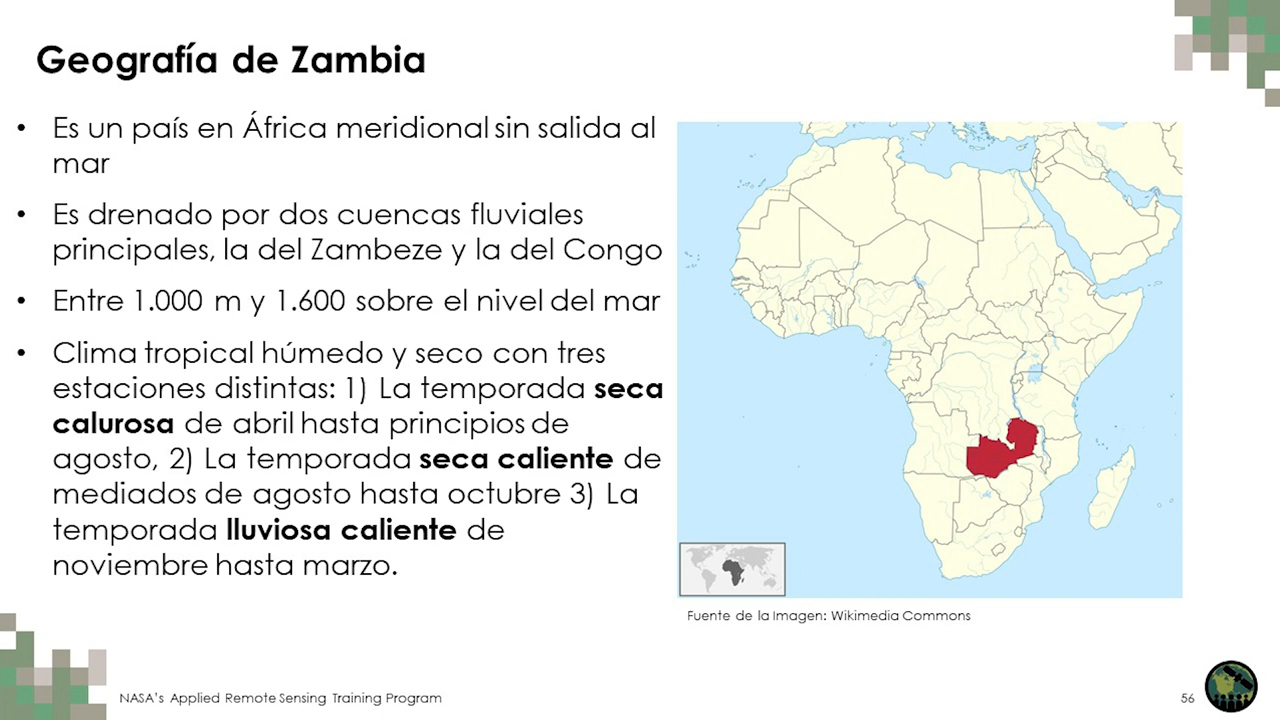 Geografía de Zambia
• Es un país en África meridional sin salida al
mar
• Es drenado por dos cuencas fluviales
principales, la del Zambeze y la del Congo
• Entre 1.000 m y 1.600 sobre el nivel del mar
• Clima tropical húmedo y seco con tres
estaciones distintas: 1) La temporada seca
calurosa de abril hasta principios de
agosto, 2) La temporada seca caliente de
mediados de agosto hasta octubre 3) La
temporada lluviosa caliente de
noviembre hasta marzo.
Fuente de la Imagen: Wikimedia Commons
NASA's Applied Remote Sensing Training Program
56